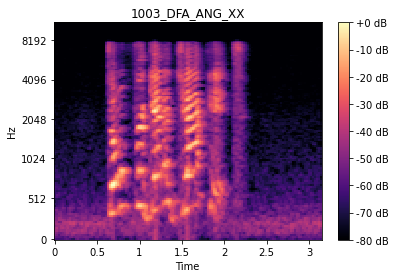 1003_DFA_ANG_XX
8192
4096
2048
1024
512
0
Hz
0 0.5 1 1.5 2 2.5 3
Time
+0 dB
-10 dB
-20 dB
-30 dB
-40 dB
-50 dB
-60 dB
-70 dB
-80 dB